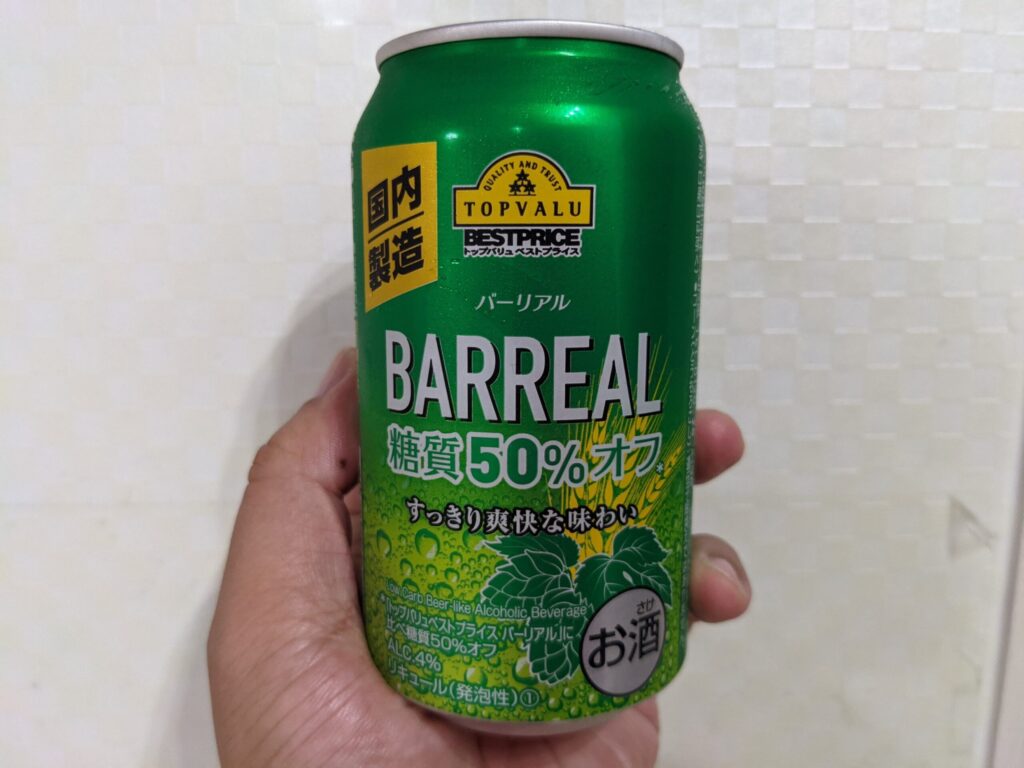 国内
製造
QUALITY AND TRUST
TOPVALU
BESTPRICE
トップバリュ ベストプライス
バーリアル
BARREAL
糖質50%オフ*
すっきり爽快な味わい
Low Carb Beer-like Alcoholic Beverage
*「トップバリュベストプライス バーリアル」に
比べ糖質50%オフ
ALC.4%
リキュール(発泡性)①
さけ
お酒